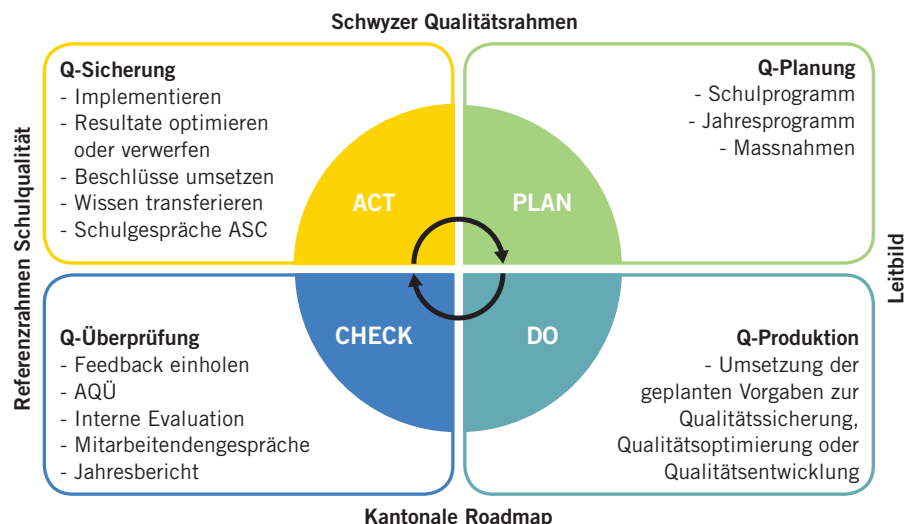 Schwyzer Qualitätsrahmen
Q-Sicherung
- Implementieren
- Resultate optimieren
oder verwerfen
- Beschlüsse umsetzen
- Wissen transferieren
- Schulgespräche ASC
Q-Planung
- Schulprogramm
- Jahresprogramm
- Massnahmen
ACT
PLAN
Referenzrahmen Schulqualität
Leitbild
CHECK
DO
Q-Überprüfung
- Feedback einholen
- AQÜ
- Interne Evaluation
- Mitarbeitendengespräche
- Jahresbericht
Q-Produktion
- Umsetzung der
geplanten Vorgaben zur
Qualitätssicherung,
Qualitätsoptimierung oder
Qualitätsentwicklung
Kantonale Roadmap